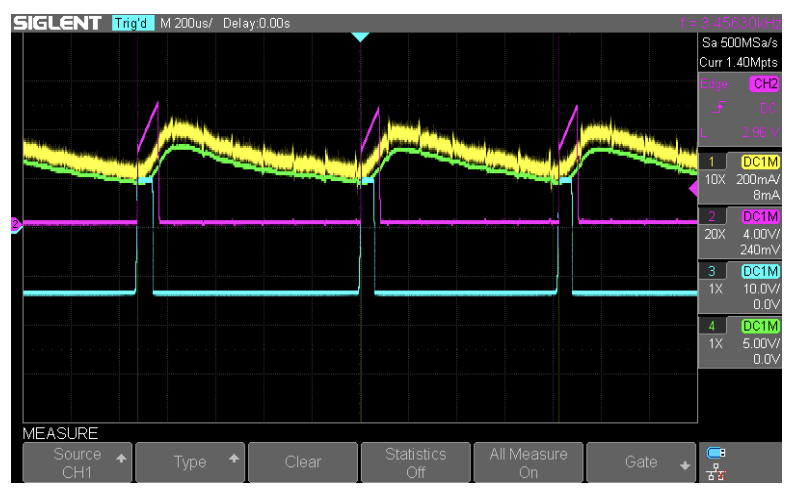 SIGLENT Trig'd M 200us/ Delay:0.00s f = 3.45630kHz
Sa 500MSa/s
Curr 1.40Mpts
Edge CH2
DC
L 2.96 V
1 DC1M
10X 200mA/
8mA
2 DC1M
20X 4.00V/
240mV
3 DC1M
1X 10.0V/
0.0V
4 DC1M
1X 5.00V/
0.0V
2
MEASURE
Source
CH1
Type
Clear
Statistics
Off
All Measure
On
Gate